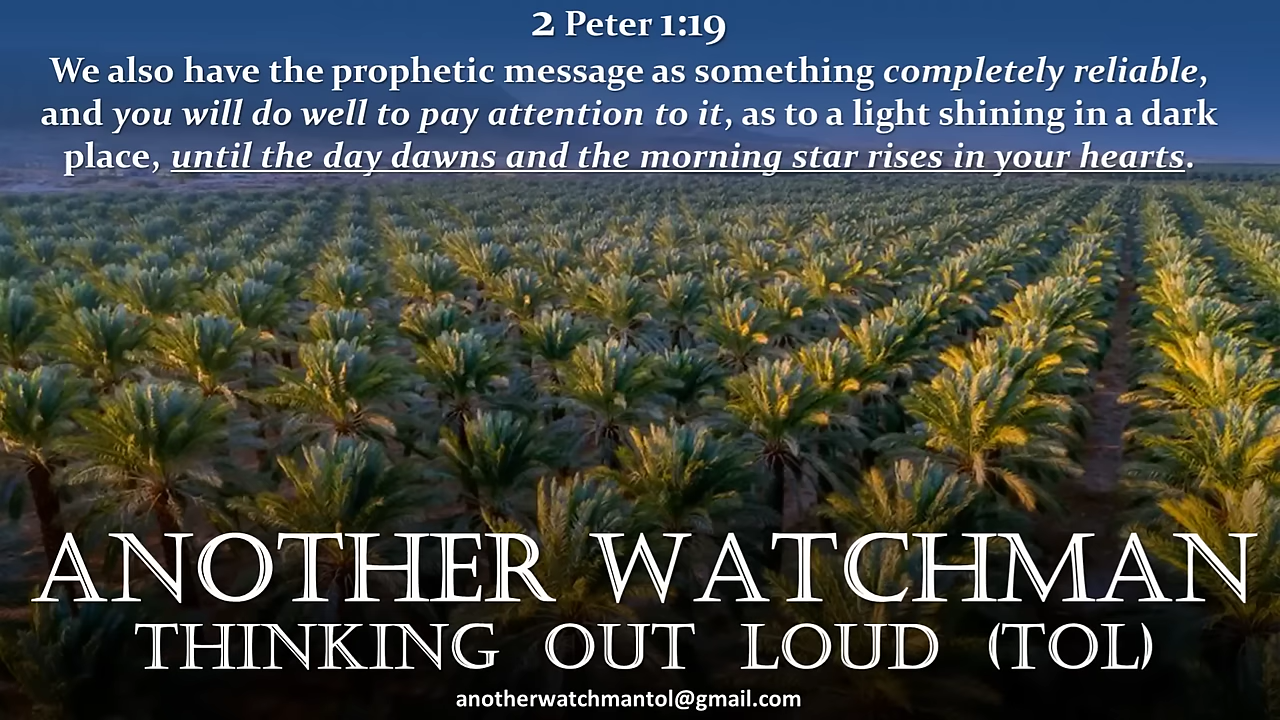 2 Peter 1:19
We also have the prophetic message as something completely reliable,
and you will do well to pay attention to it, as to a light shining in a dark
place, until the day dawns and the morning star rises in your hearts.
ANOTHER WATCHMAN
THINKING OUT LOUD (TOL)
anotherwatchmantol@gmail.com